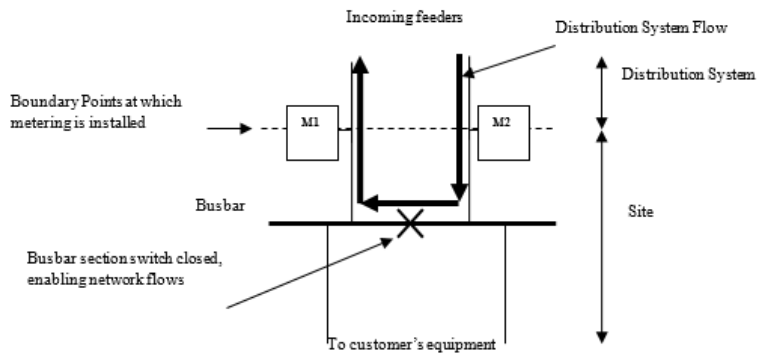 Incoming feeders
Distribution System Flow
Distribution System
Boundary Points at which
metering is installed
M1
M2
Busbar
Site
Busbar section switch closed,
enabling network flows
To customer's equipment